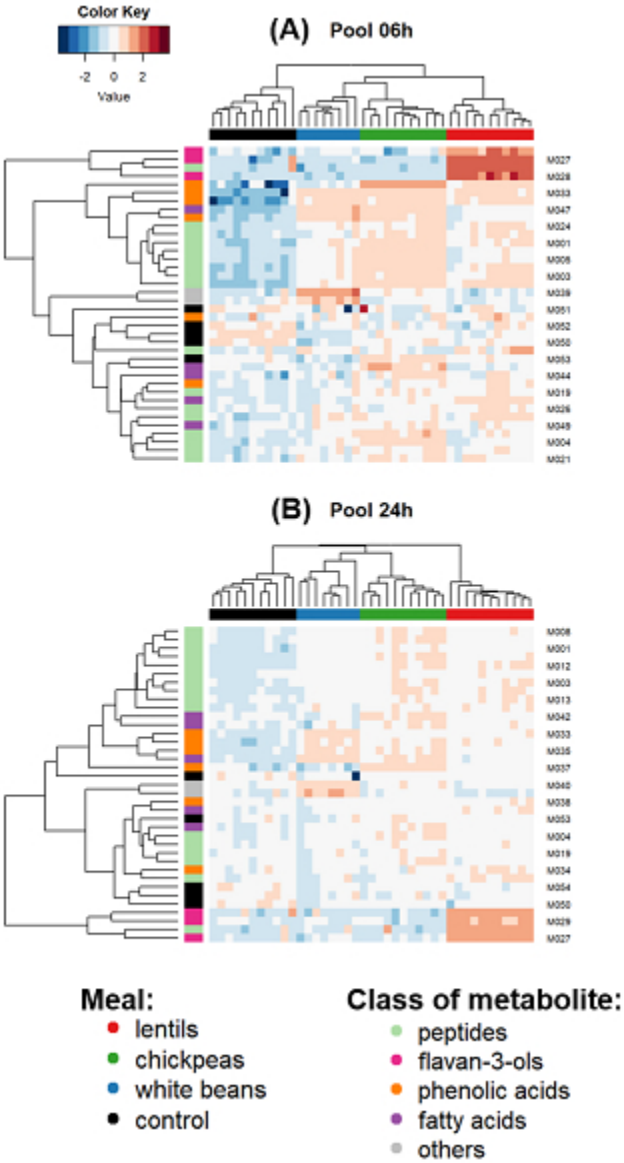 Color Key
-2 0 2
Value
(A) Pool 06h
M027
M028
M033
M047
M024
M001
M006
M003
M039
M051
M052
M050
M053
M044
M019
M026
M049
M004
M021
(B) Pool 24h
M008
M001
M012
M003
M013
M042
M033
M035
M037
M040
M038
M053
M004
M019
M034
M054
M050
M029
M027
Meal:
lentils
chickpeas
white beans
control
Class of metabolite:
peptides
flavan-3-ols
phenolic acids
fatty acids
others